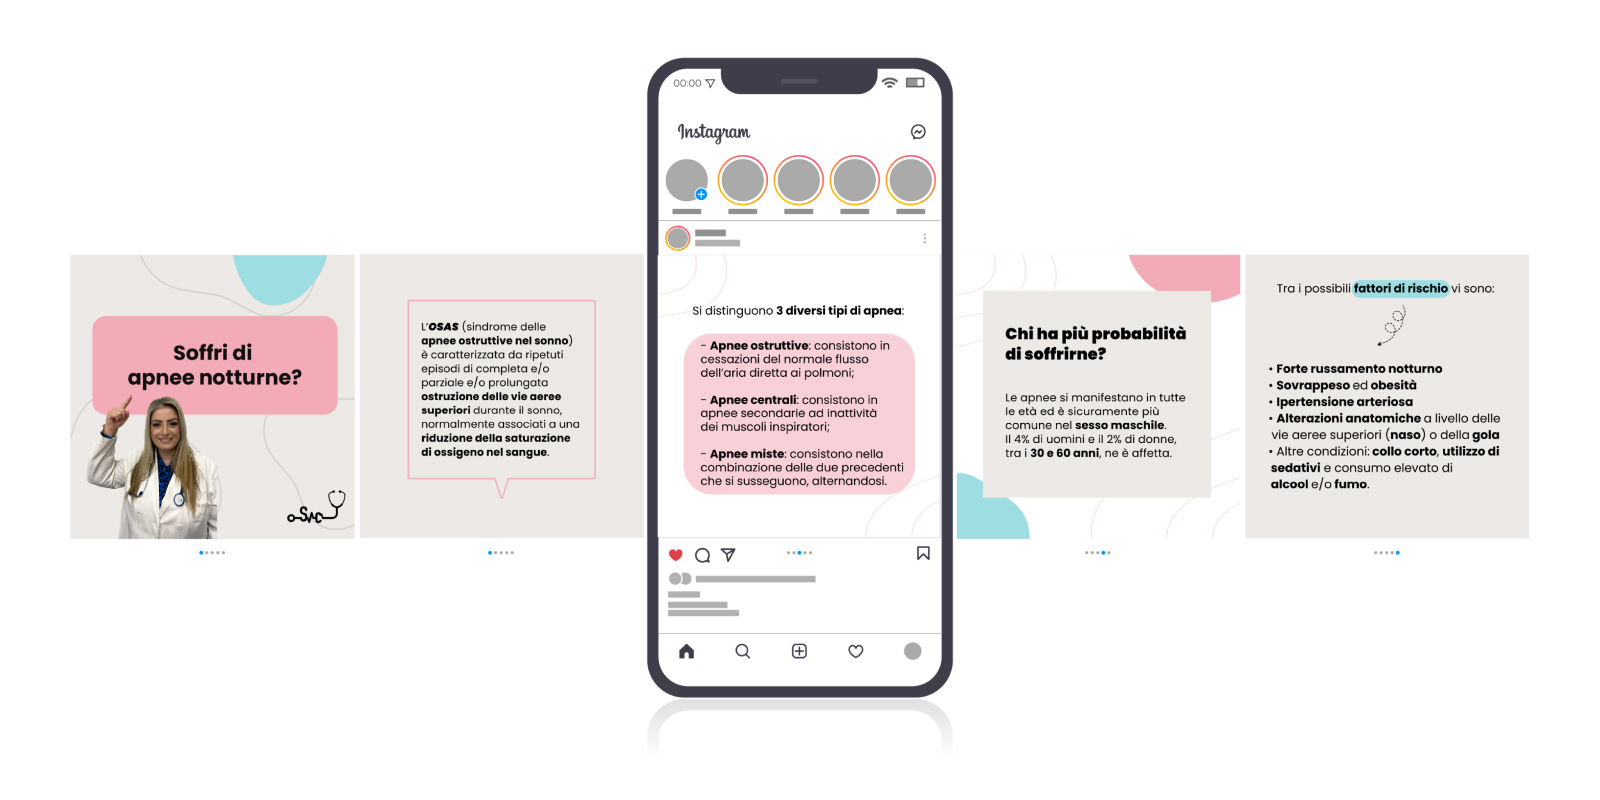 00:00
Instagram
Soffri di
apnee notturne?
L'OSAS (sindrome delle
apnee ostruttive nel sonno)
è caratterizzata da ripetuti
episodi di completa e/o
parziale e/o prolungata
ostruzione delle vie aeree
superiori durante il sonno,
normalmente associati a una
riduzione della saturazione
di ossigeno nel sangue.
Si distinguono 3 diversi tipi di apnea:
- Apnee ostruttive: consistono in
cessazioni del normale flusso
dell'aria diretta ai polmoni;
- Apnee centrali: consistono in
apnee secondarie ad inattività
dei muscoli inspiratori;
- Apnee miste: consistono nella
combinazione delle due precedenti
che si susseguono, alternandosi.
Chi ha più probabilità
di soffrirne?
Le apnee si manifestano in tutte
le età ed è sicuramente più
comune nel sesso maschile.
Il 4% di uomini e il 2% di donne,
tra i 30 e 60 anni, ne è affetta.
Tra i possibili fattori di rischio vi sono:
• Forte russamento notturno
• Sovrappeso ed obesità
• Ipertensione arteriosa
• Alterazioni anatomiche a livello delle
vie aeree superiori (naso) o della gola
• Altre condizioni: collo corto, utilizzo di
sedativi e consumo elevato di
alcool e/o fumo.